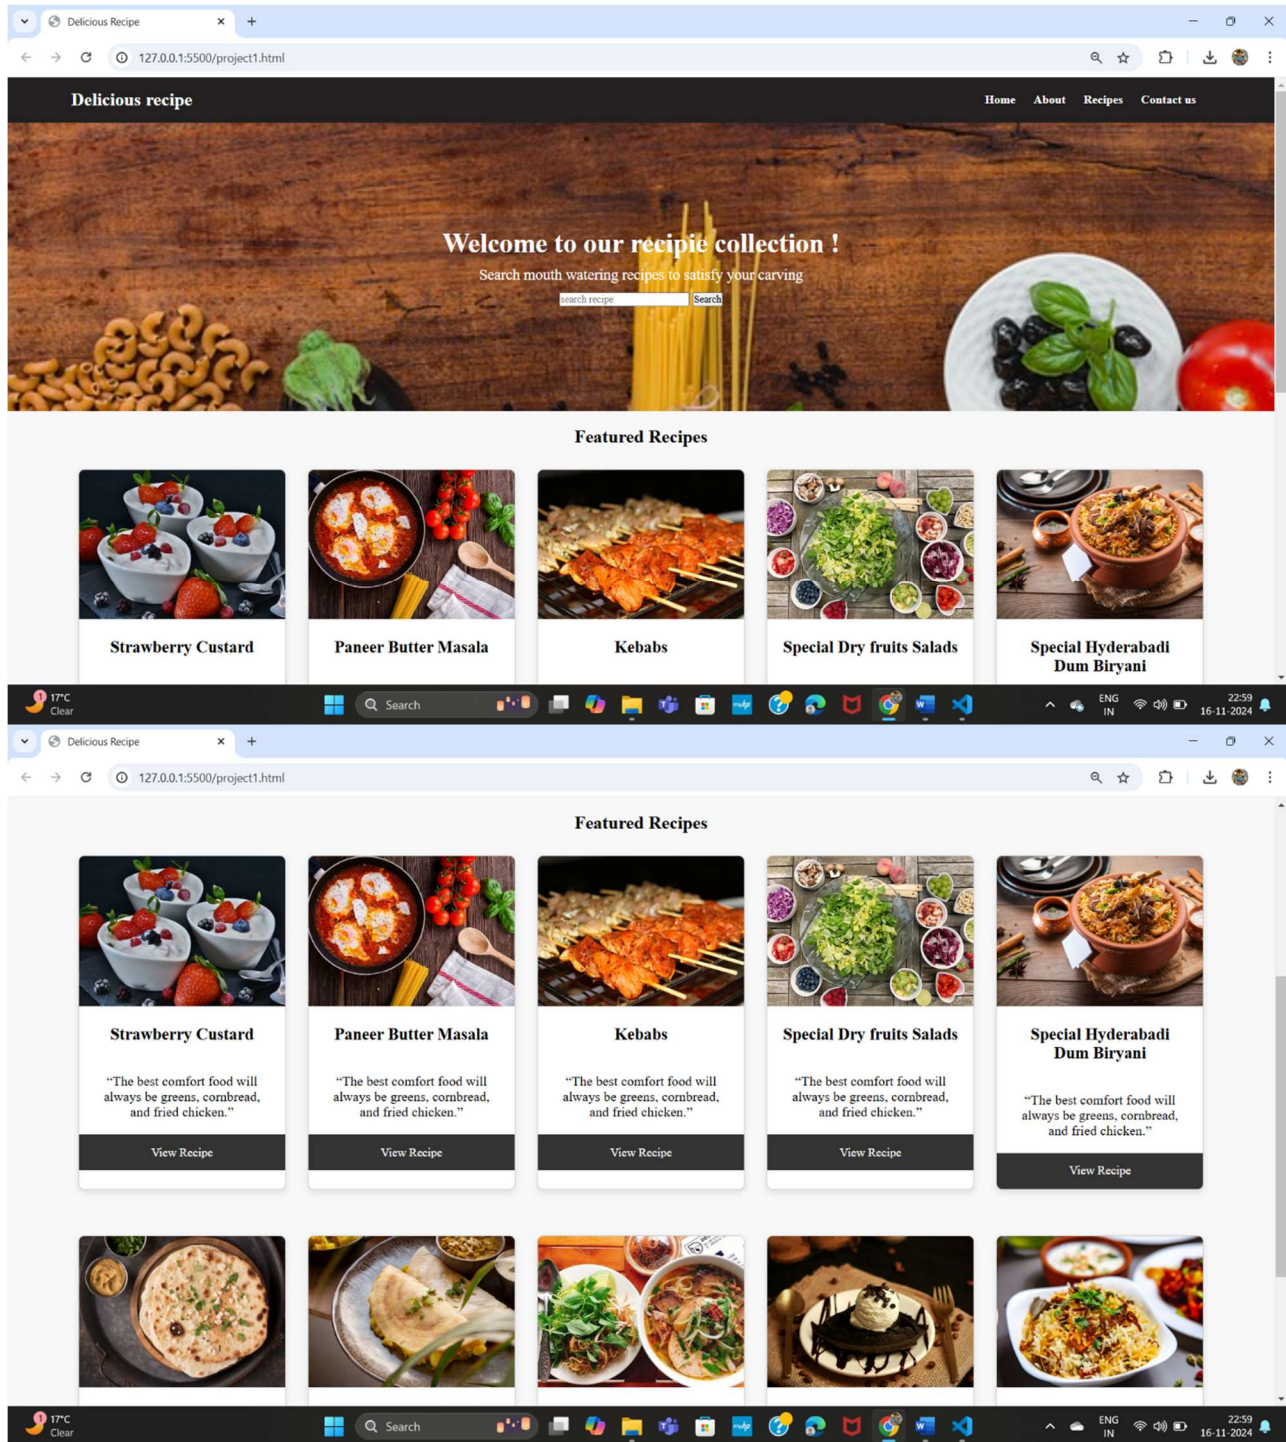 Delicious Recipe
127.0.0.1:5500/project1.html
Delicious recipe
Home About Recipes Contact us
Welcome to our recipie collection !
Search mouth watering recipes to satisfy your carving
search recipe Search
Featured Recipes
Strawberry Custard
Paneer Butter Masala
Kebabs
Special Dry fruits Salads
Special Hyderabadi
Dum Biryani
1 17°C
Clear
Search
ENG
IN
22:59
16-11-2024
Delicious Recipe
127.0.0.1:5500/project1.html
Featured Recipes
Strawberry Custard
“The best comfort food will
always be greens, cornbread,
and fried chicken.”
View Recipe
Paneer Butter Masala
“The best comfort food will
always be greens, cornbread,
and fried chicken.”
View Recipe
Kebabs
“The best comfort food will
always be greens, cornbread,
and fried chicken.”
View Recipe
Special Dry fruits Salads
“The best comfort food will
always be greens, cornbread,
and fried chicken.”
View Recipe
Special Hyderabadi
Dum Biryani
“The best comfort food will
always be greens, cornbread,
and fried chicken.”
View Recipe
1 17°C
Clear
Search
ENG
IN
22:59
16-11-2024